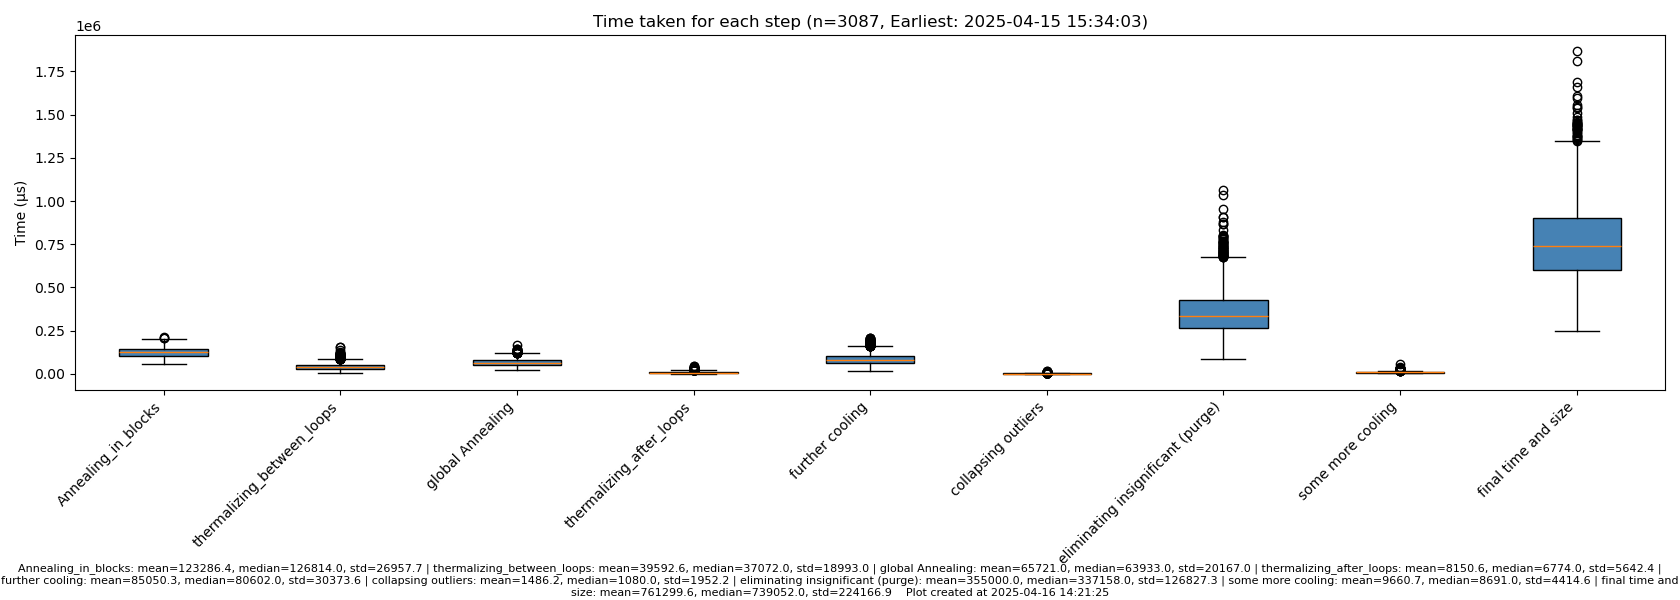 Time taken for each step (n=3087, Earliest: 2025-04-15 15:34:03)
1e6
1.75
1.50
1.25
1.00
0.75
0.50
0.25
0.00
Time (µs)
Annealing_in_blocks
thermalizing_between_loops
global Annealing
thermalizing_after_loops
further cooling
collapsing outliers
eliminating insignificant (purge)
some more cooling
final time and size
Annealing_in_blocks: mean=123286.4, median=126814.0, std=26957.7 | thermalizing_between_loops: mean=39592.6, median=37072.0, std=18993.0 | global Annealing: mean=65721.0, median=63933.0, std=20167.0 | thermalizing_after_loops: mean=8150.6, median=6774.0, std=5642.4 |
further cooling: mean=85050.3, median=80602.0, std=30373.6 | collapsing outliers: mean=1486.2, median=1080.0, std=1952.2 | eliminating insignificant (purge): mean=355000.0, median=337158.0, std=126827.3 | some more cooling: mean=9660.7, median=8691.0, std=4414.6 | final time and
size: mean=761299.6, median=739052.0, std=224166.9    Plot created at 2025-04-16 14:21:25